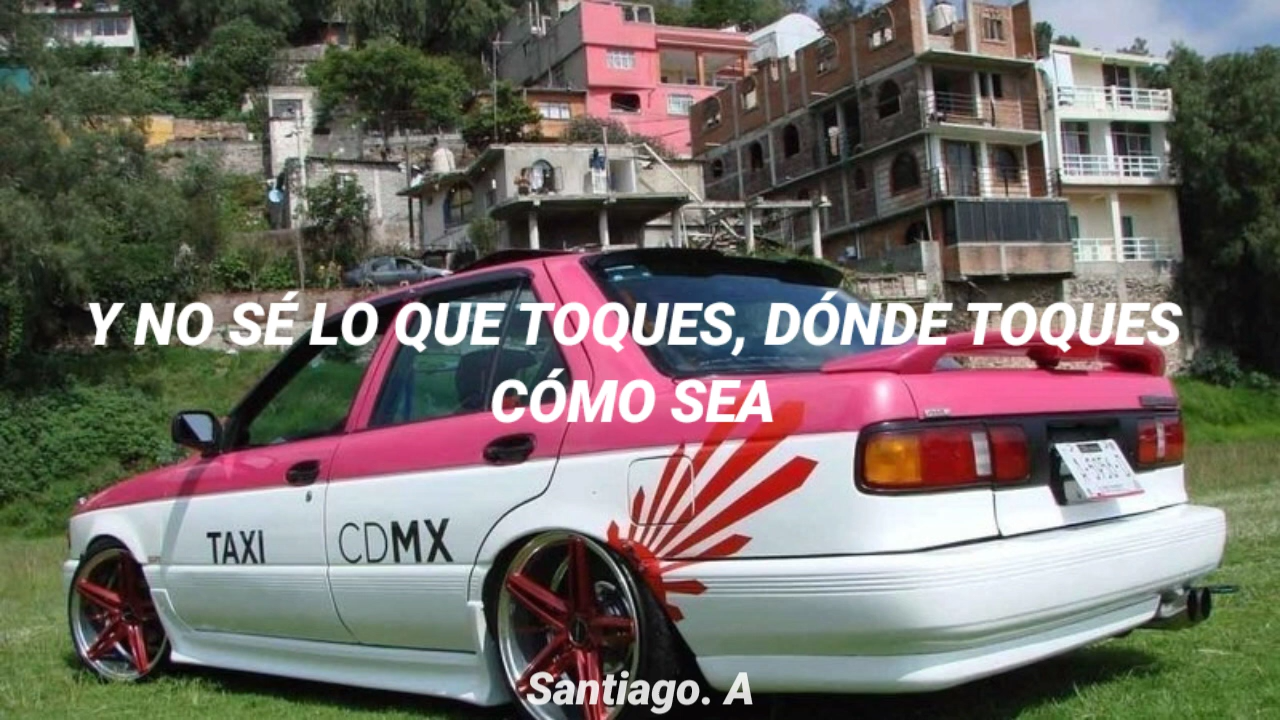 Y NO SÉ LO QUE TOQUES, DÓNDE TOQUES
CÓMO SEA
TAXI CDMX
Santiago. A